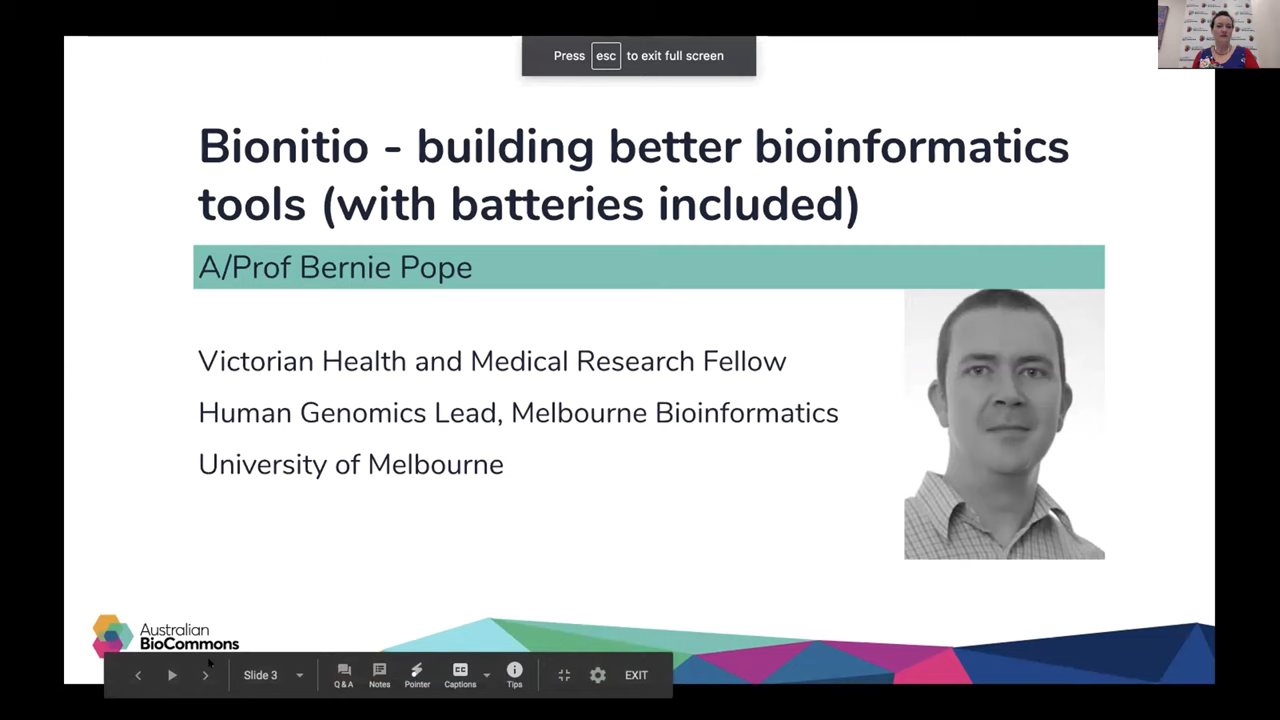 Press esc to exit full screen
Bionitio - building better bioinformatics
tools (with batteries included)
A/Prof Bernie Pope
Victorian Health and Medical Research Fellow
Human Genomics Lead, Melbourne Bioinformatics
University of Melbourne
Australian
BioCommons
Slide 3
Q&A
Notes
Pointer
CC
Captions
Tips
EXIT